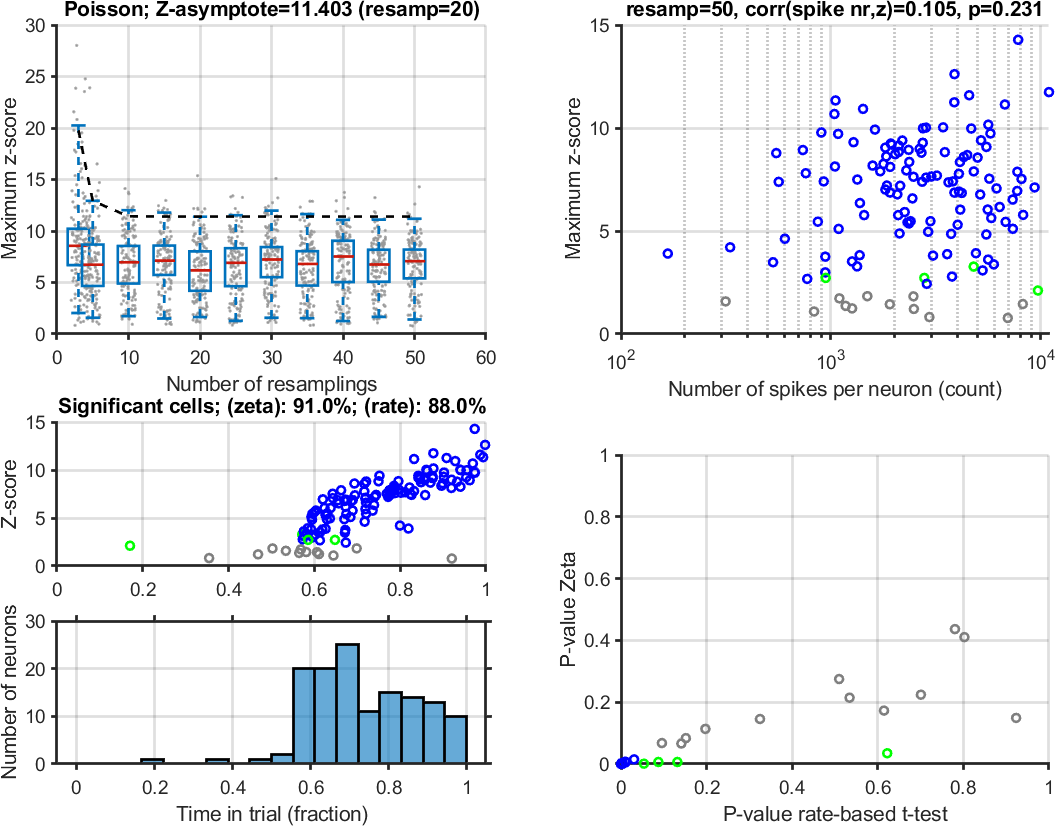 Poisson; Z-asymptote=11.403 (resamp=20)
Maximum z-score
30
25
20
15
10
5
0
0 10 20 30 40 50 60
Number of resamplings
resamp=50, corr(spike nr,z)=0.105, p=0.231
Maximum z-score
15
10
5
0
10^2 10^3 10^4
Number of spikes per neuron (count)
Significant cells; (zeta): 91.0%; (rate): 88.0%
Z-score
15
10
5
0
0 0.2 0.4 0.6 0.8 1
Number of neurons
30
20
10
0
0 0.2 0.4 0.6 0.8 1
Time in trial (fraction)
P-value Zeta
1
0.8
0.6
0.4
0.2
0
0 0.2 0.4 0.6 0.8 1
P-value rate-based t-test